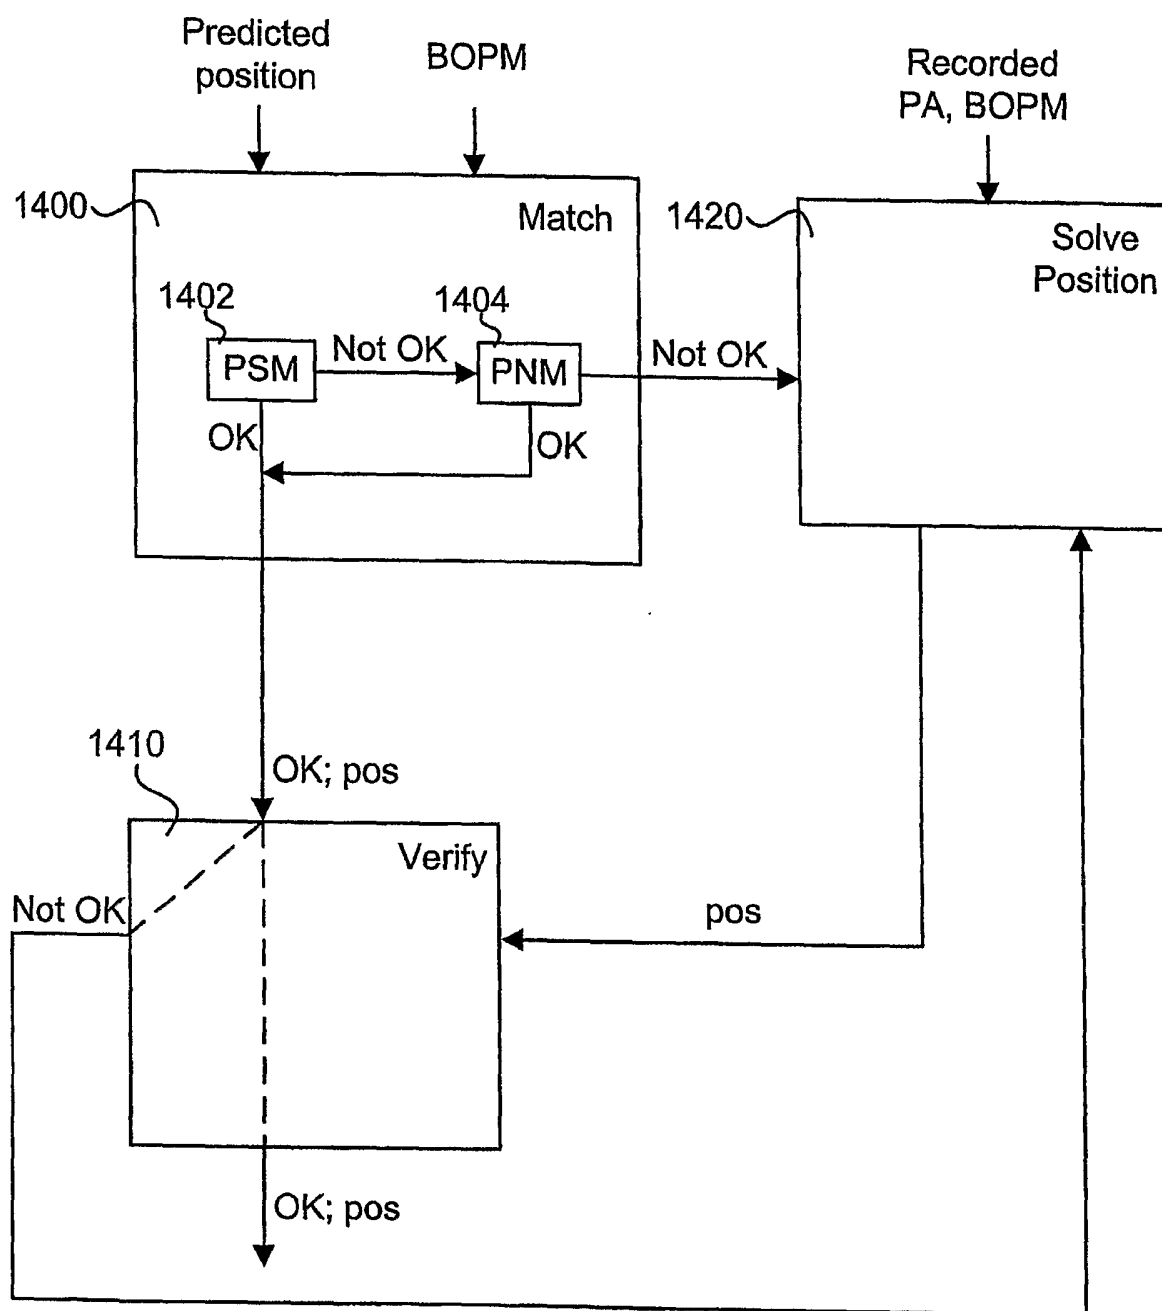 Predicted
position
BOPM
Recorded
PA, BOPM
1400
Match
1420
Solve
Position
1402
1404
PSM
Not OK
PNM
Not OK
OK
OK
1410
OK; pos
Verify
Not OK
pos
OK; pos